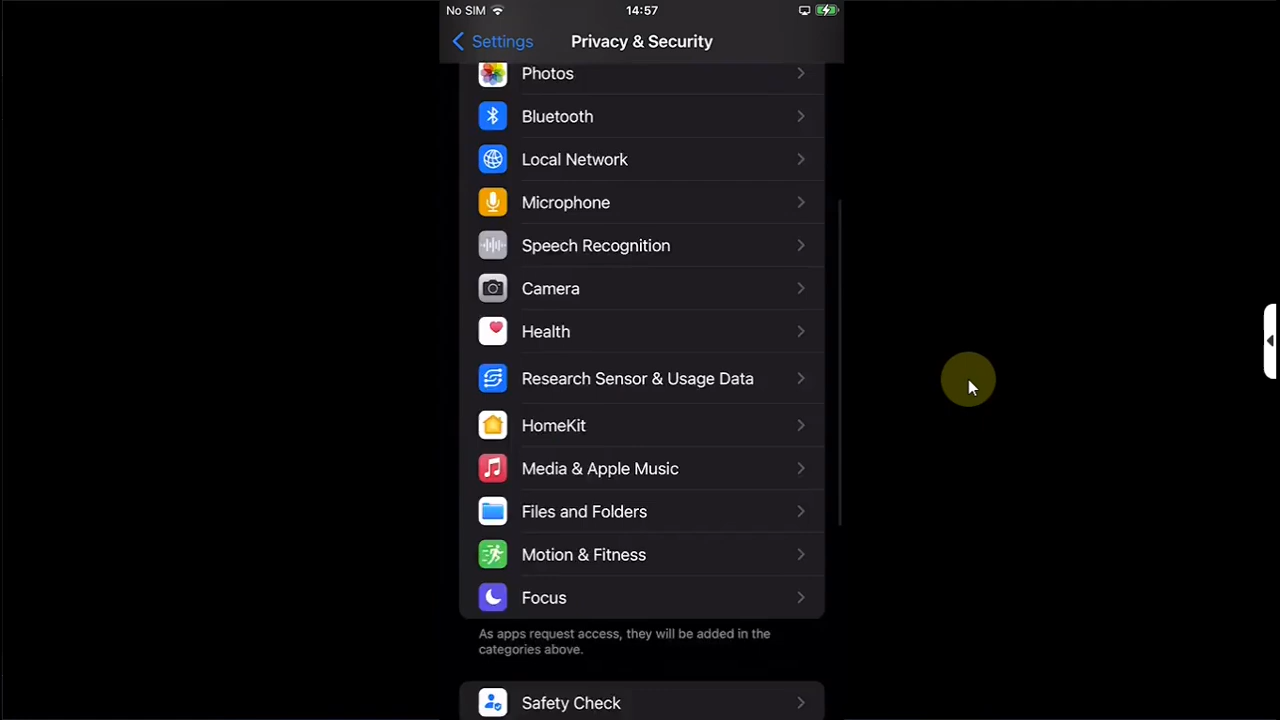 No SIM 14:57
Settings Privacy & Security
Photos
Bluetooth
Local Network
Microphone
Speech Recognition
Camera
Health
Research Sensor & Usage Data
HomeKit
Media & Apple Music
Files and Folders
Motion & Fitness
Focus
As apps request access, they will be added in the
categories above.
Safety Check